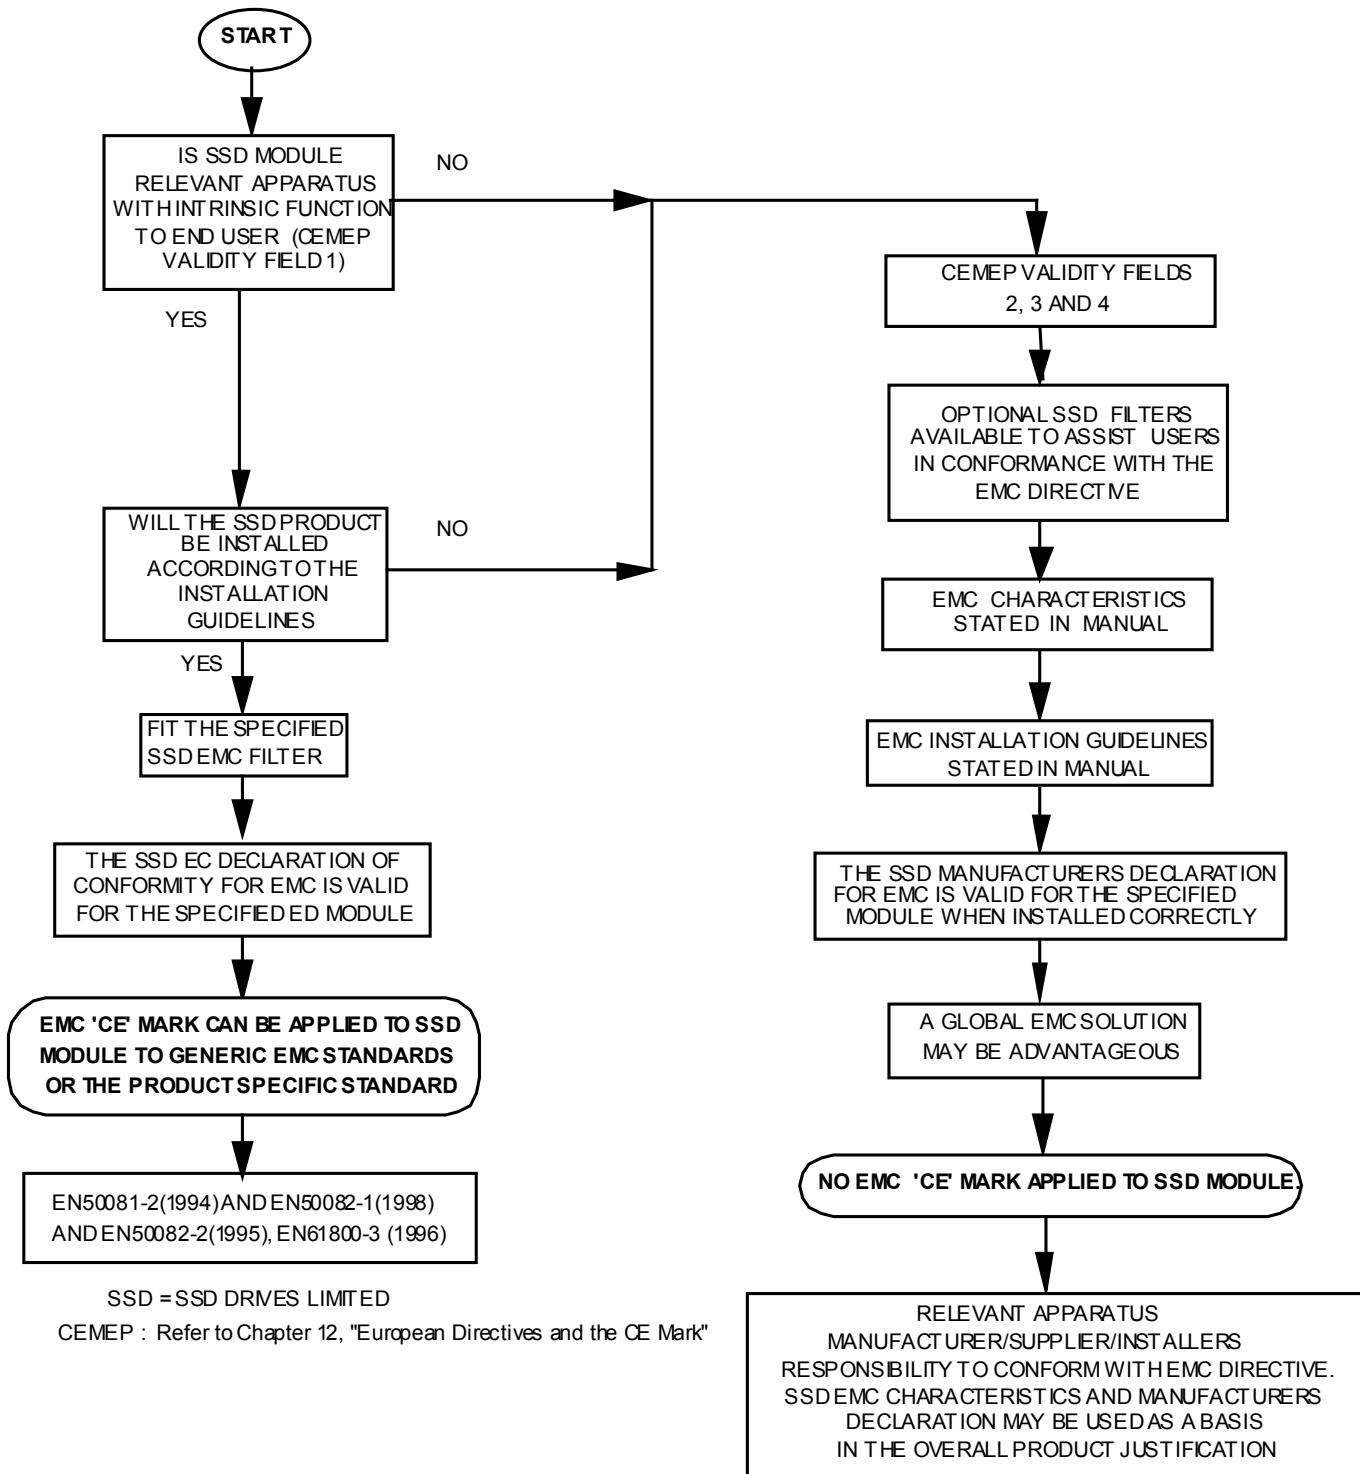 START
IS SSD MODULE
RELEVANT APPARATUS
WITH INTRINSIC FUNCTION
TO END USER (CEMEP
VALIDITY FIELD 1)
NO
YES
WILL THE SSD PRODUCT
BE INSTALLED
ACCORDING TO THE
INSTALLATION
GUIDELINES
NO
YES
FIT THE SPECIFIED
SSD EMC FILTER
THE SSD EC DECLARATION OF
CONFORMITY FOR EMC IS VALID
FOR THE SPECIFIED ED MODULE
EMC 'CE' MARK CAN BE APPLIED TO SSD
MODULE TO GENERIC EMC STANDARDS
OR THE PRODUCT SPECIFIC STANDARD
EN50081-2(1994) AND EN50082-1(1998)
AND EN50082-2(1995), EN61800-3 (1996)
SSD = SSD DRIVES LIMITED
CEMEP : Refer to Chapter 12, "European Directives and the CE Mark"
CEMEP VALIDITY FIELDS
2, 3 AND 4
OPTIONAL SSD FILTERS
AVAILABLE TO ASSIST USERS
IN CONFORMANCE WITH THE
EMC DIRECTIVE
EMC CHARACTERISTICS
STATED IN MANUAL
EMC INSTALLATION GUIDELINES
STATED IN MANUAL
THE SSD MANUFACTURERS DECLARATION
FOR EMC IS VALID FOR THE SPECIFIED
MODULE WHEN INSTALLED CORRECTLY
A GLOBAL EMC SOLUTION
MAY BE ADVANTAGEOUS
NO EMC 'CE' MARK APPLIED TO SSD MODULE.
RELEVANT APPARATUS
MANUFACTURER/SUPPLIER/INSTALLERS
RESPONSIBILITY TO CONFORM WITH EMC DIRECTIVE.
SSD EMC CHARACTERISTICS AND MANUFACTURERS
DECLARATION MAY BE USED AS A BASIS
IN THE OVERALL PRODUCT JUSTIFICATION